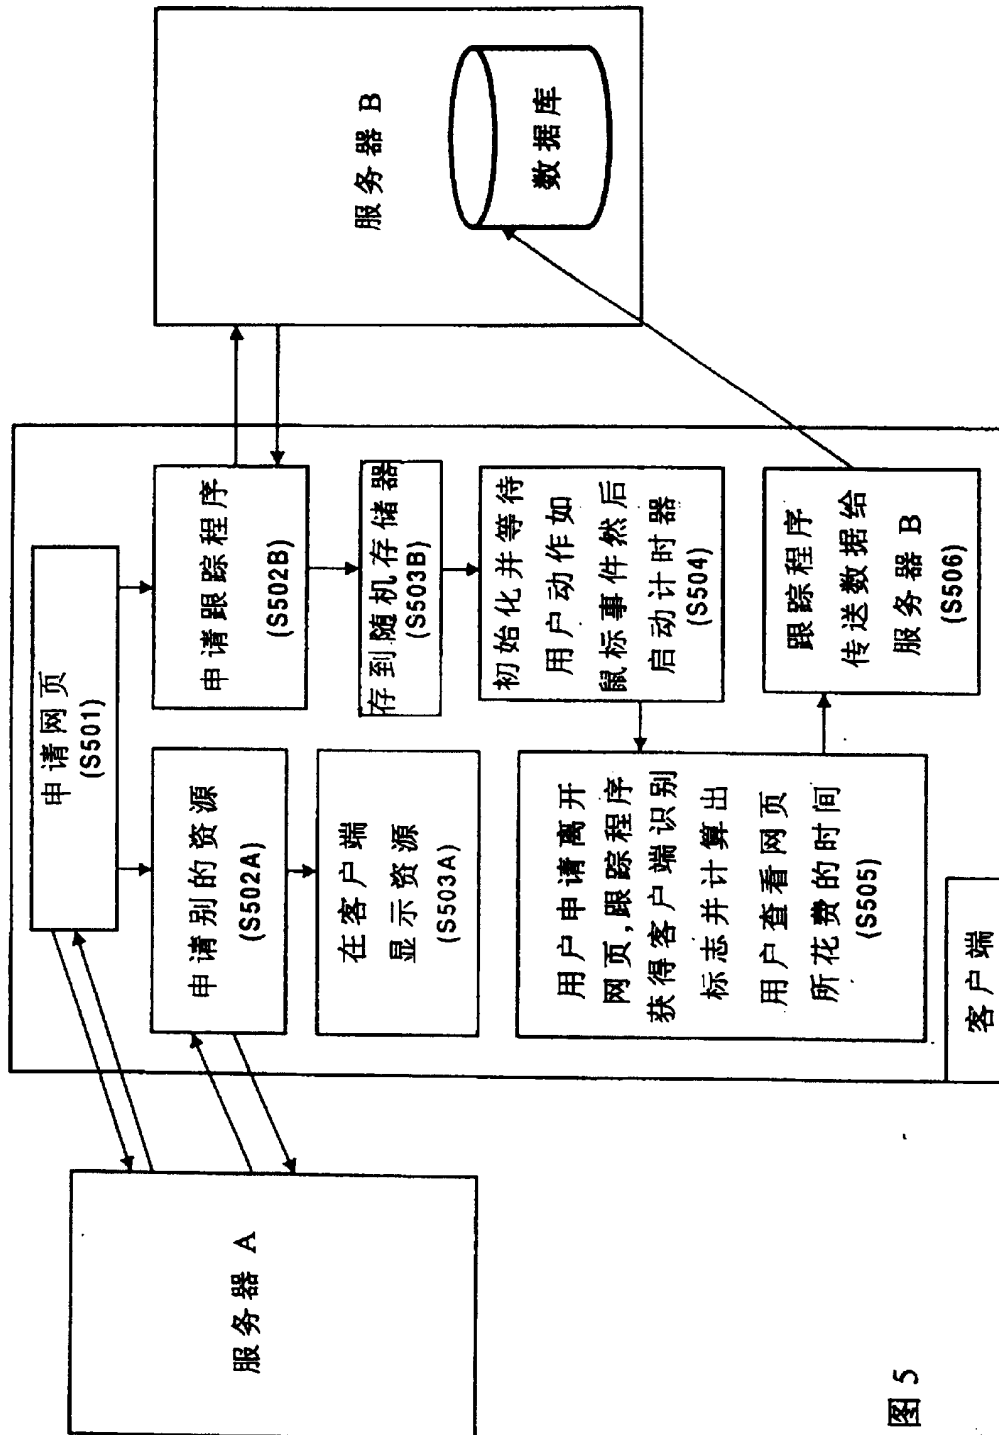 服务器 A
申请网页
(S501)
申请别的资源
(S502A)
在客户端
显示资源
(S503A)
申请跟踪程序
(S502B)
存到随机存储器
(S503B)
初始化并等待
用户动作如
鼠标事件然后
启动计时器
(S504)
用户申请离开
网页,跟踪程序
获得客户端识别
标志并计算出
用户查看网页
所花费的时间
(S505)
跟踪程序
传送数据给
服务器 B
(S506)
客户端
服务器 B
数据库
图 5